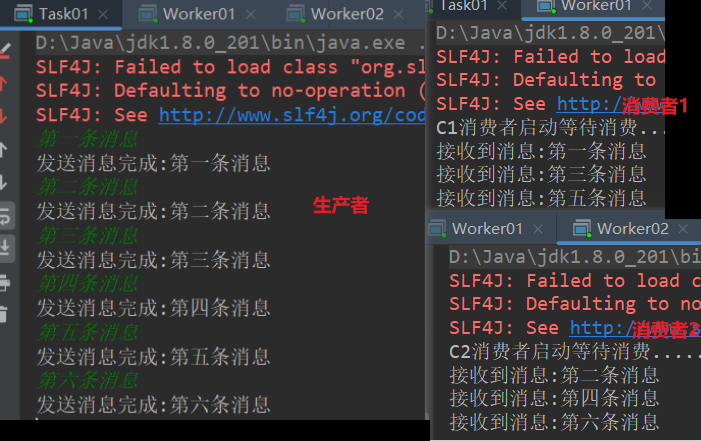 Task01 × Worker01 × Worker02 ×
D:\Java\jdk1.8.0_201\bin\java.exe .
SLF4J: Failed to load class "org.sl
SLF4J: Defaulting to no-operation (
SLF4J: See http://www.slf4j.org/cod
第一条消息
发送消息完成:第一条消息
第二条消息
发送消息完成:第二条消息
第三条消息
发送消息完成:第三条消息
第四条消息
发送消息完成:第四条消息
第五条消息
发送消息完成:第五条消息
第六条消息
发送消息完成:第六条消息
生产者
Task01 × Worker01 ×
D:\Java\jdk1.8.0_201\
SLF4J: Failed to load
SLF4J: Defaulting to
SLF4J: See http://w
消费者1
C1消费者启动等待消费...
接收到消息:第一条消息
接收到消息:第三条消息
接收到消息:第五条消息
Worker01 × Worker02 ×
D:\Java\jdk1.8.0_201\bi
SLF4J: Failed to load c
SLF4J: Defaulting to no
SLF4J: See http://
消费者2
C2消费者启动等待消费.....
接收到消息:第二条消息
接收到消息:第四条消息
接收到消息:第六条消息